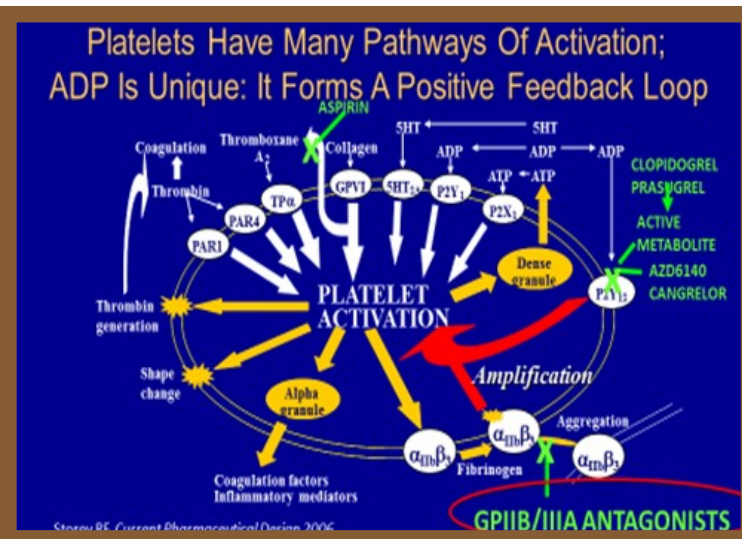 Platelets Have Many Pathways Of Activation;
ADP Is Unique: It Forms A Positive Feedback Loop
ASPIRIN
Thromboxane
A2
Collagen
5HT
5HT
ADP
ADP
ADP
ATP
ATP
Coagulation
Thrombin
PAR1
PAR4
TPα
GPVI
5HT2A
P2Y1
P2X1
CLOPIDOGREL
PRASUGREL
ACTIVE
METABOLITE
AZD6140
CANGRELOR
P2Y12
Dense
granule
PLATELET
ACTIVATION
Thrombin
generation
Shape
change
Alpha
granule
Amplification
Aggregation
αIIbβ3
αIIbβ3
αIIbβ3
Fibrinogen
Coagulation factors
Inflammatory mediators
GPIIB/IIIA ANTAGONISTS
Storey RF. Current Pharmaceutical Design 2006